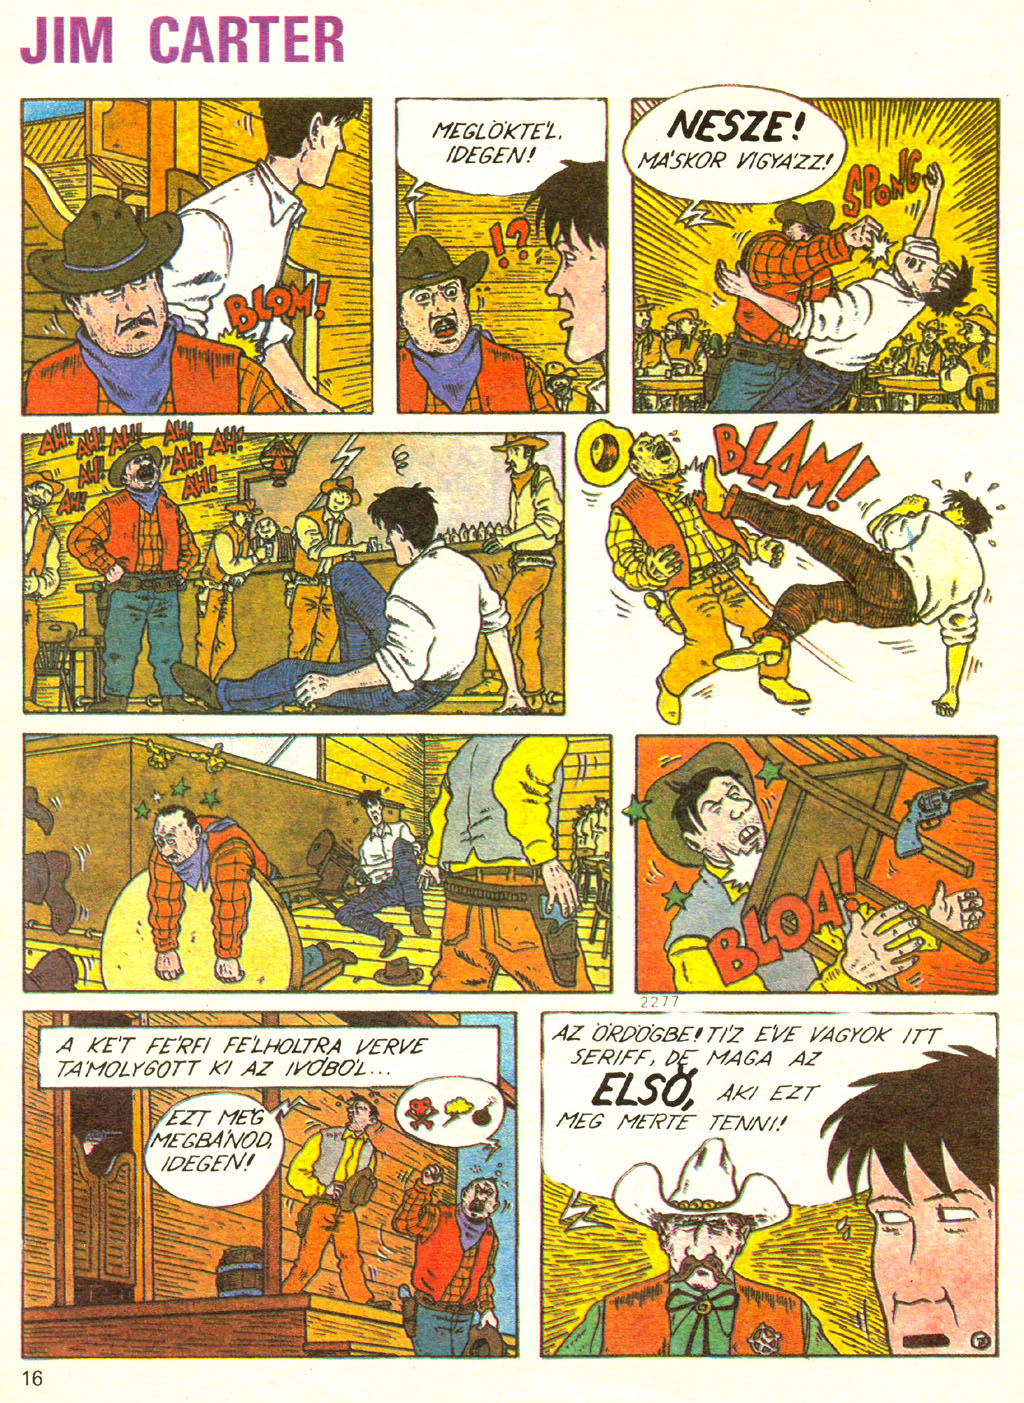 JIM CARTER
BLOM!
MEGLÖKTÉL,
IDEGEN!
!?
NESZE!
MÁSKOR VIGYÁZZ!
SPONG
AH! AH! AH! AH! AH!
AH! AH!
AH! AH!
BLAM!
BLOA!
2277
A KÉT FÉRFI FÉLHOLTRA VERVE
TÁMOLYGOTT KI AZ IVÓBÓL...
EZT MÉG
MEGBÁNOD,
IDEGEN!
AZ ÖRDÖGBE! TÍZ ÉVE VAGYOK ITT
SERIFF, DE MAGA AZ
ELSŐ, AKI EZT
MEG MERTE TENNI!
16